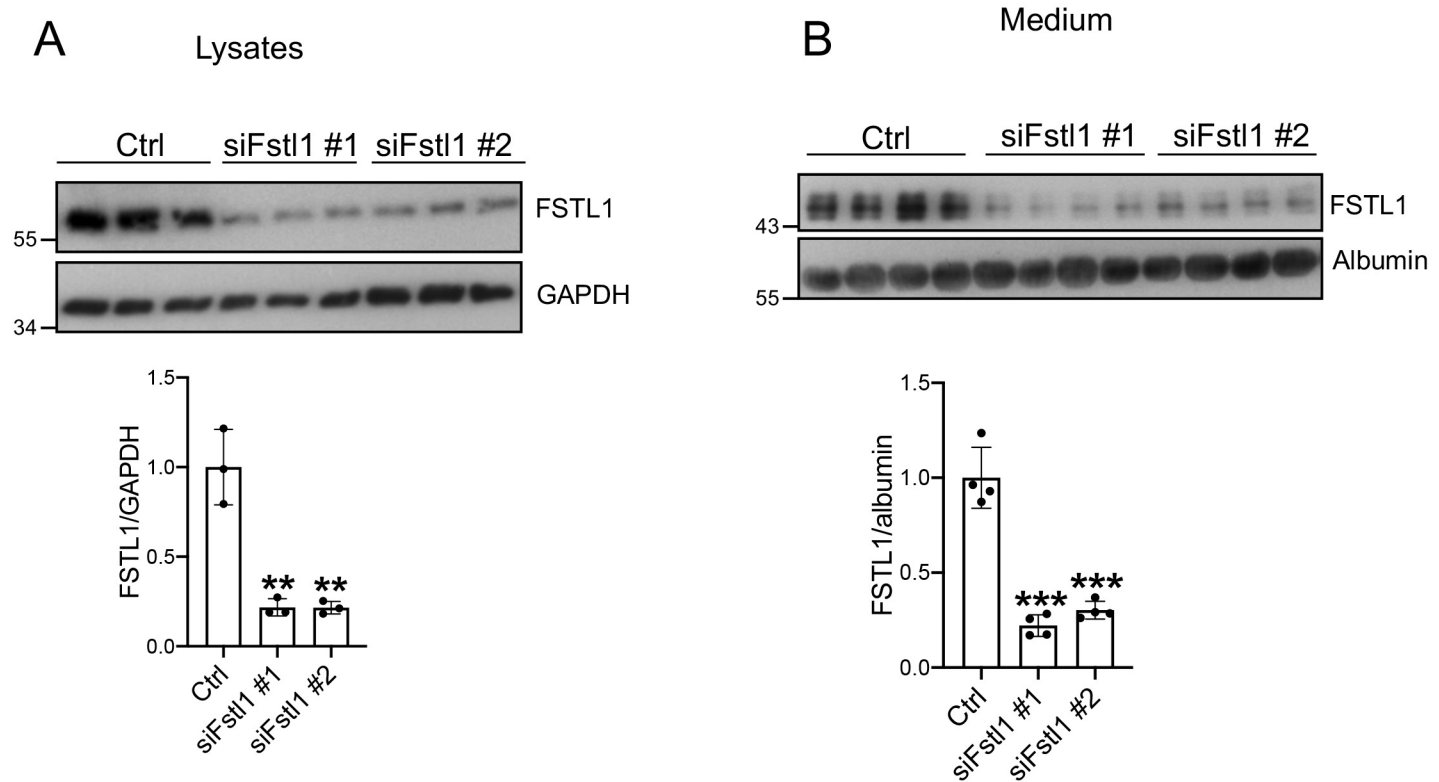 A
Lysates
Ctrl
siFstl1 #1
siFstl1 #2
FSTL1
55
GAPDH
34
1.5
1.0
0.5
0.0
FSTL1/GAPDH
**
**
Ctrl
siFstl1 #1
siFstl1 #2
B
Medium
Ctrl
siFstl1 #1
siFstl1 #2
FSTL1
43
Albumin
55
1.5
1.0
0.5
0.0
FSTL1/albumin
***
***
Ctrl
siFstl1 #1
siFstl1 #2